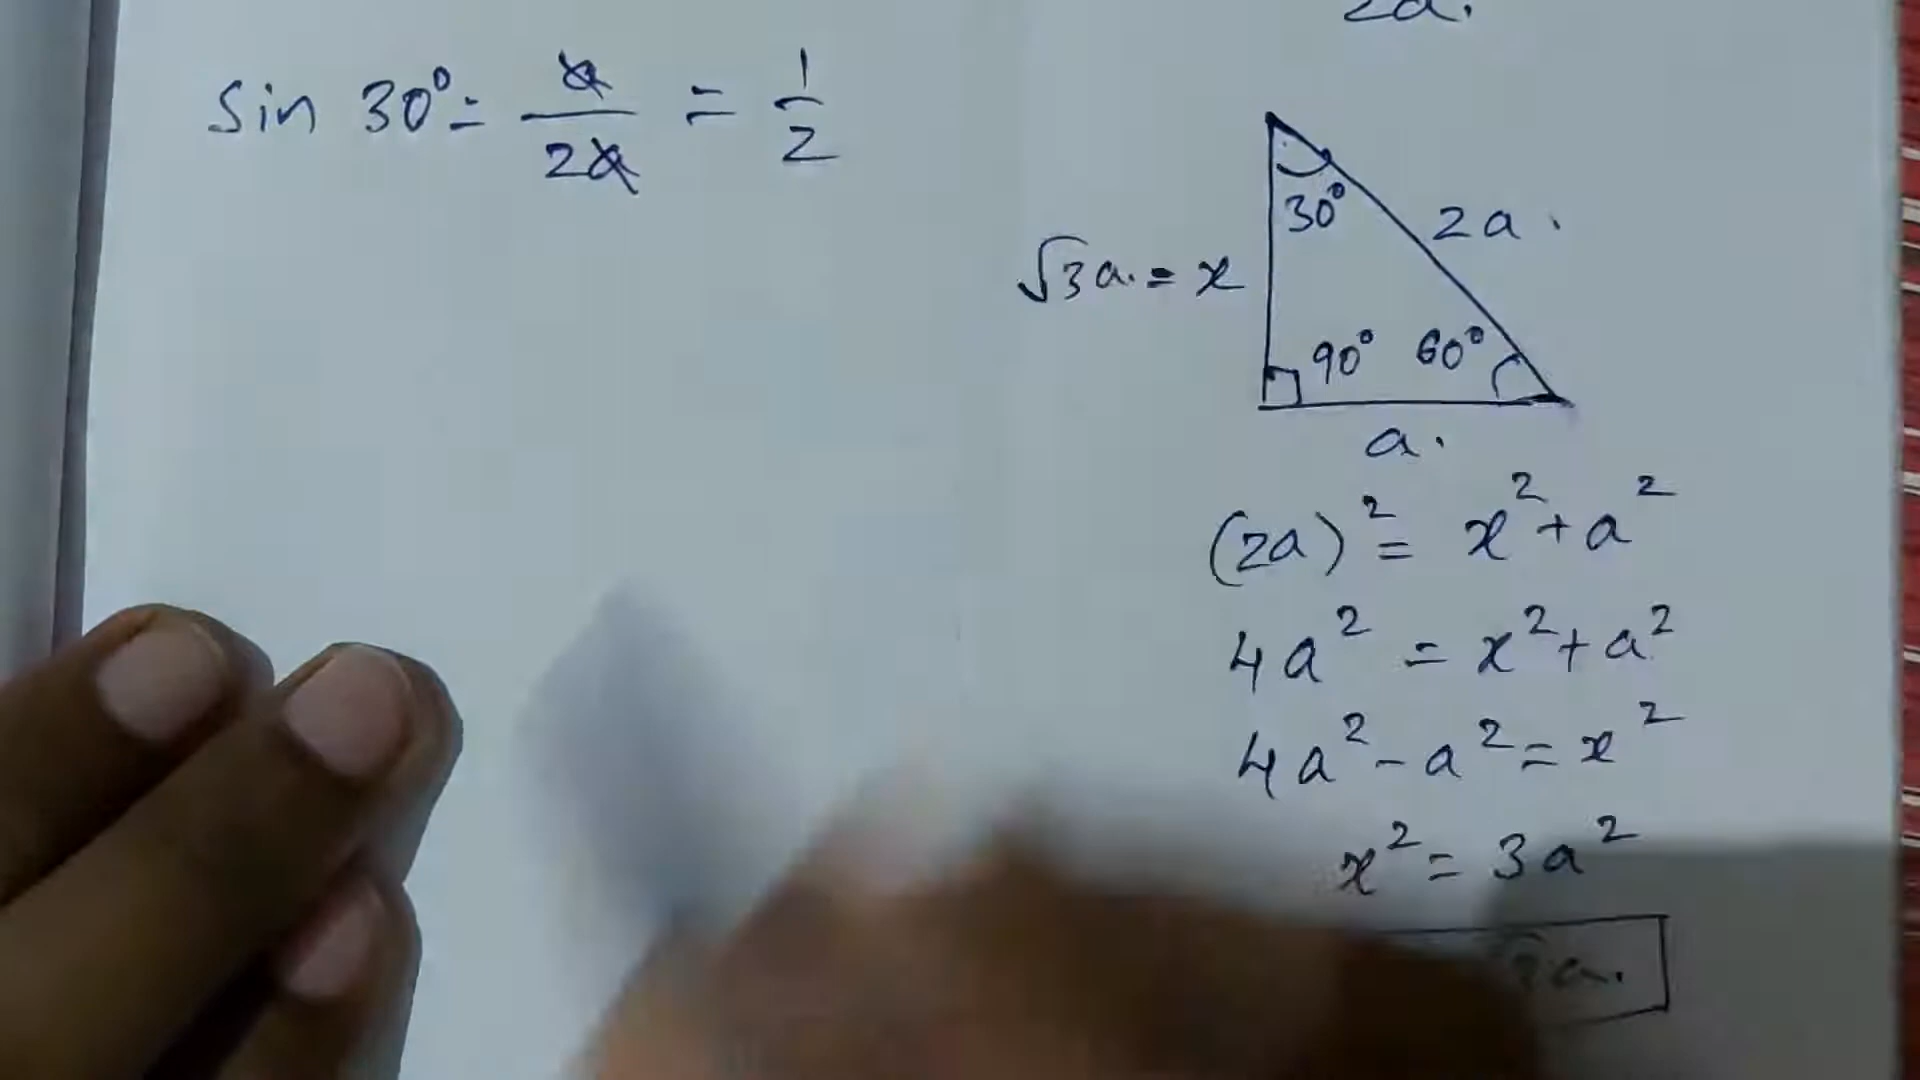 2a.
Sin 30° = a/2a = 1/2
30°
2a.
√3a. = x
90° 60°
a.
(2a)² = x² + a²
4a² = x² + a²
4a² - a² = x²
x² = 3a²
a.